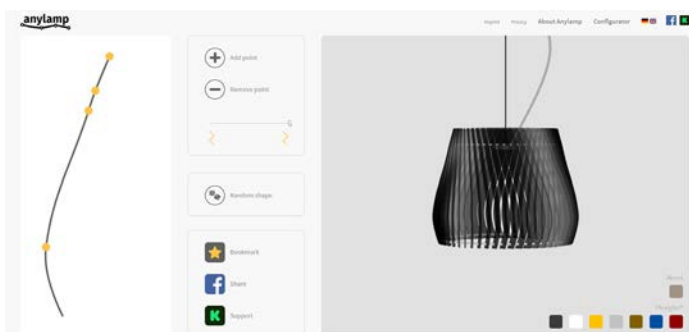 anylamp
Imprint Privacy About Anylamp Configurator
Add point
Remove point
Random shape
Bookmark
Share
Support